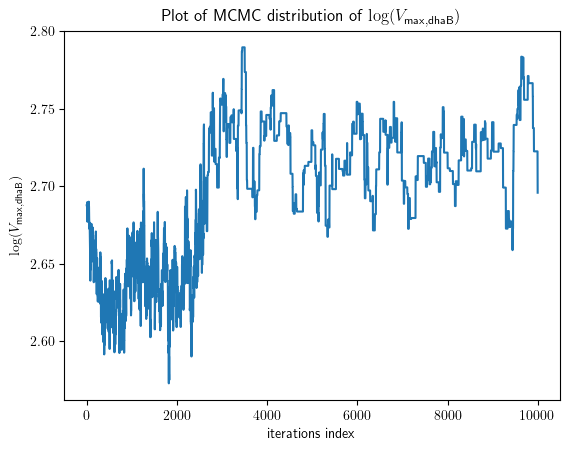 Plot of MCMC distribution of log(V_max,dhaB)
2.80
2.75
2.70
2.65
2.60
log(V_max,dhaB)
0 2000 4000 6000 8000 10000
iterations index